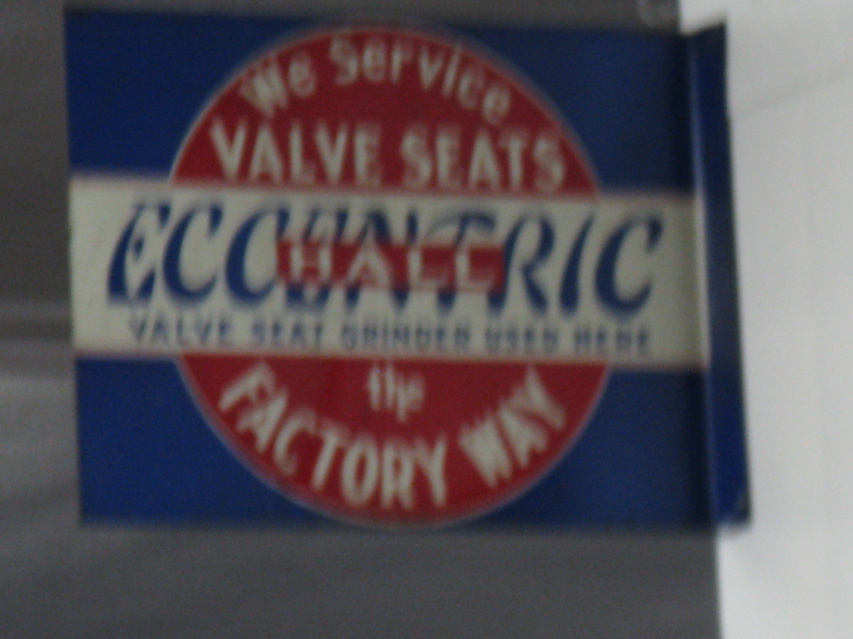 We Service
VALVE SEATS
ECCENTRIC
HALL
VALVE SEAT GRINDER USED HERE
the
FACTORY WAY